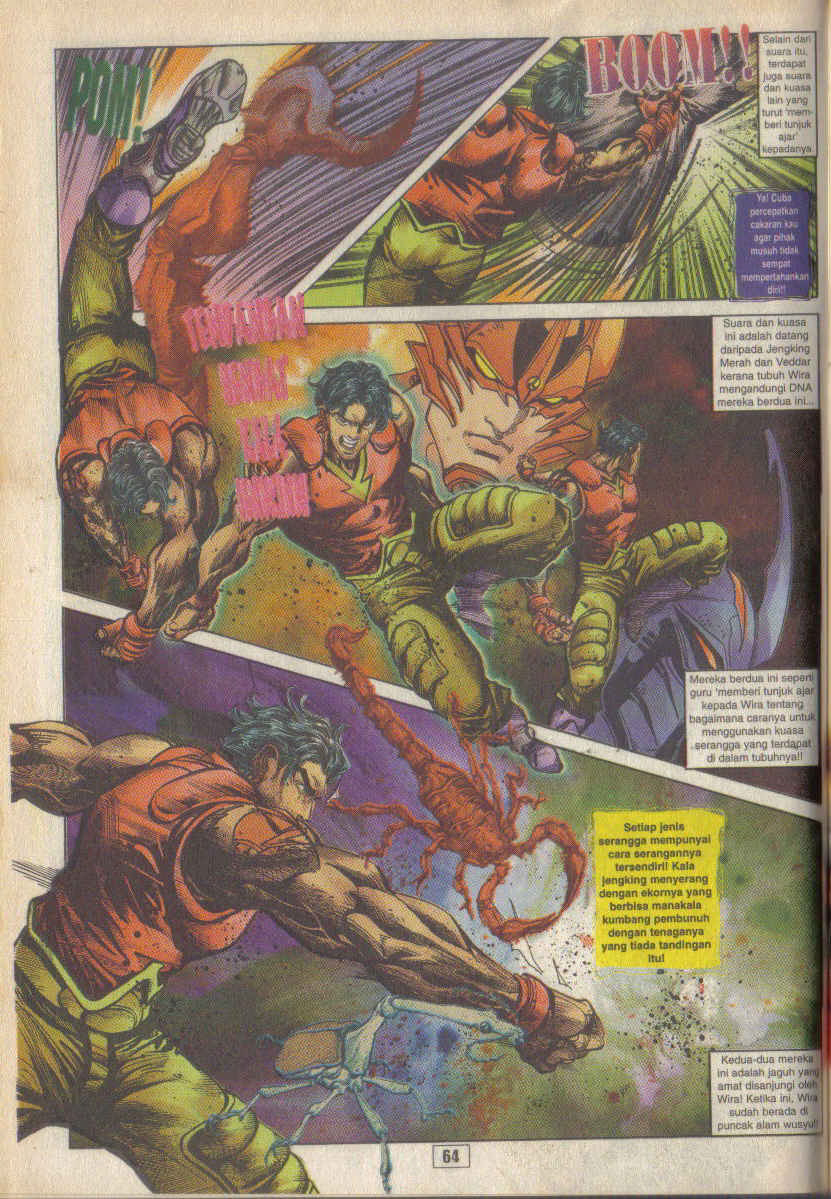 POM!
BOOM!!
Selain dari
suara itu,
terdapat
juga suara
dan kuasa
lain yang
turut 'mem-
beri tunjuk
ajar'
kepadanya.
Ya! Cuba
percepatkan
cakaran kau
agar pihak
musuh tidak
sempat
mempertahankan
diri!!
Suara dan kuasa
ini adalah datang
daripada Jengking
Merah dan Veddar
kerana tubuh Wira
mengandungi DNA
mereka berdua ini...
Mereka berdua ini seperti
guru 'memberi tunjuk ajar
kepada Wira tentang
bagaimana caranya untuk
menggunakan kuasa
serangga yang terdapat
di dalam tubuhnya!!
Setiap jenis
serangga mempunyai
cara serangannya
tersendiri! Kala
jengking menyerang
dengan ekornya yang
berbisa manakala
kumbang pembunuh
dengan tenaganya
yang tiada tandingan
itu!
Kedua-dua mereka
ini adalah jaguh yang
amat disanjungi oleh
Wira! Ketika ini, Wira
sudah berada di
puncak alam wusyu!!
64